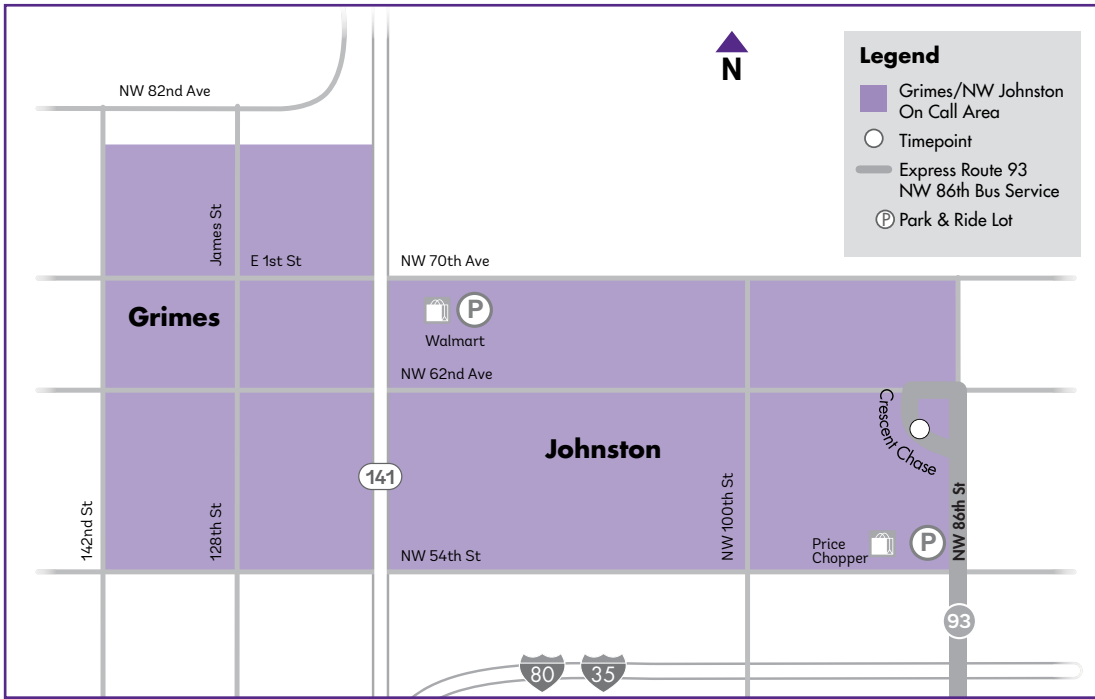 NW 82nd Ave
N
Legend
Grimes/NW Johnston
On Call Area
Timepoint
Express Route 93
NW 86th Bus Service
P Park & Ride Lot
James St
E 1st St
NW 70th Ave
Grimes
P
Walmart
NW 62nd Ave
Crescent Chase
Johnston
141
142nd St
128th St
NW 100th St
NW 86th St
Price
Chopper
P
NW 54th St
93
80
35